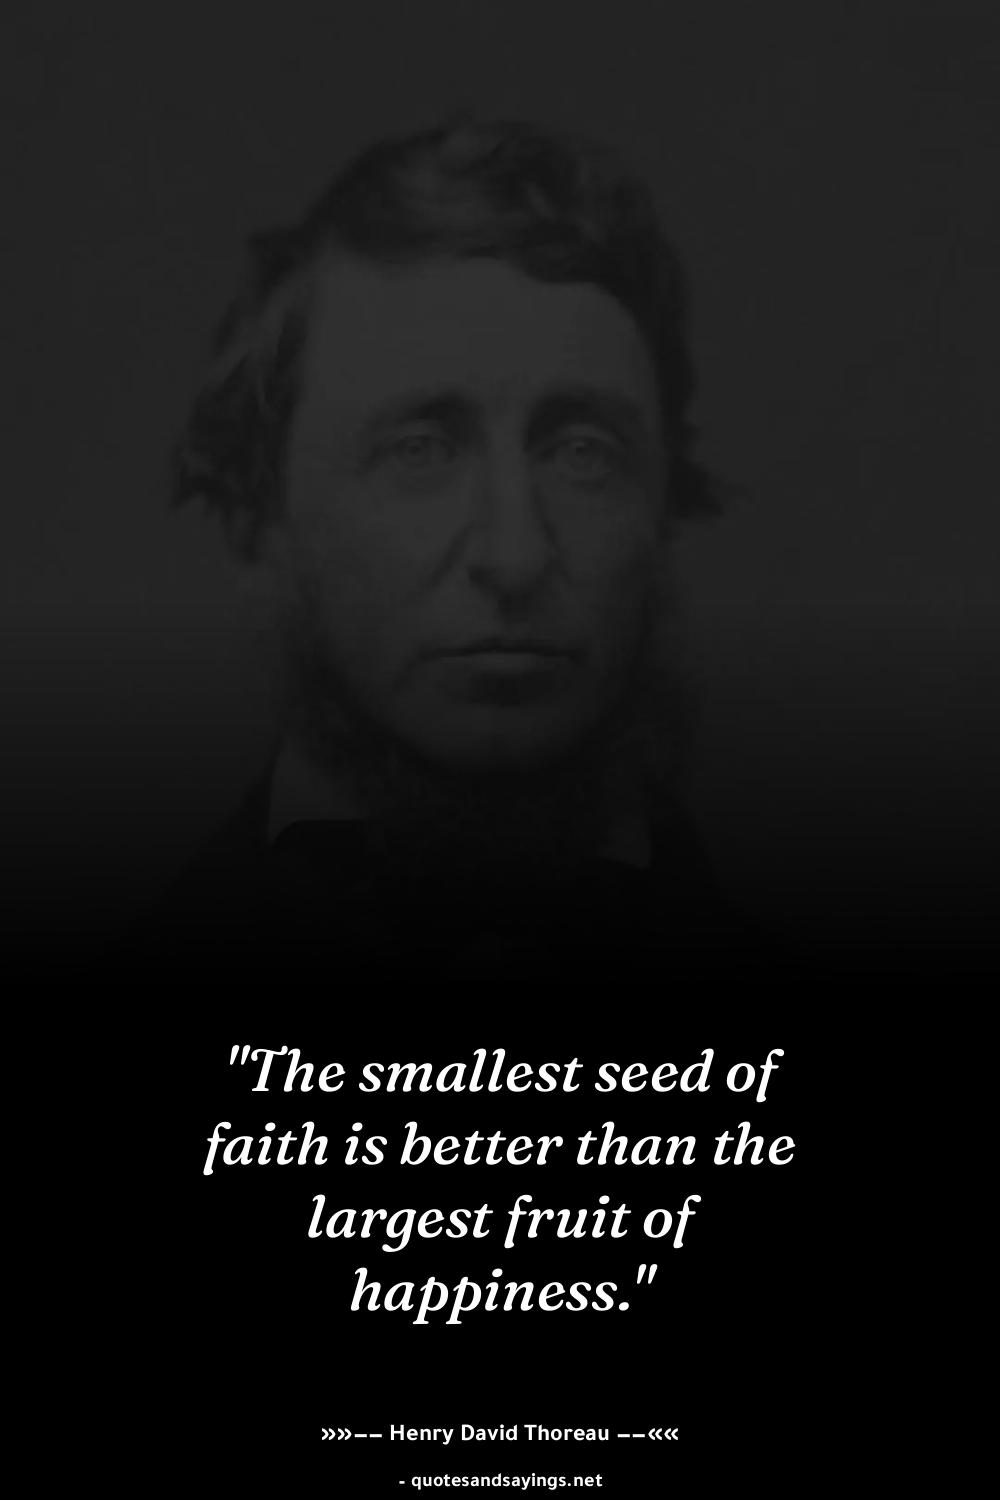 "The smallest seed of
faith is better than the
largest fruit of
happiness."
»»−− Henry David Thoreau −−««
- quotesandsayings.net